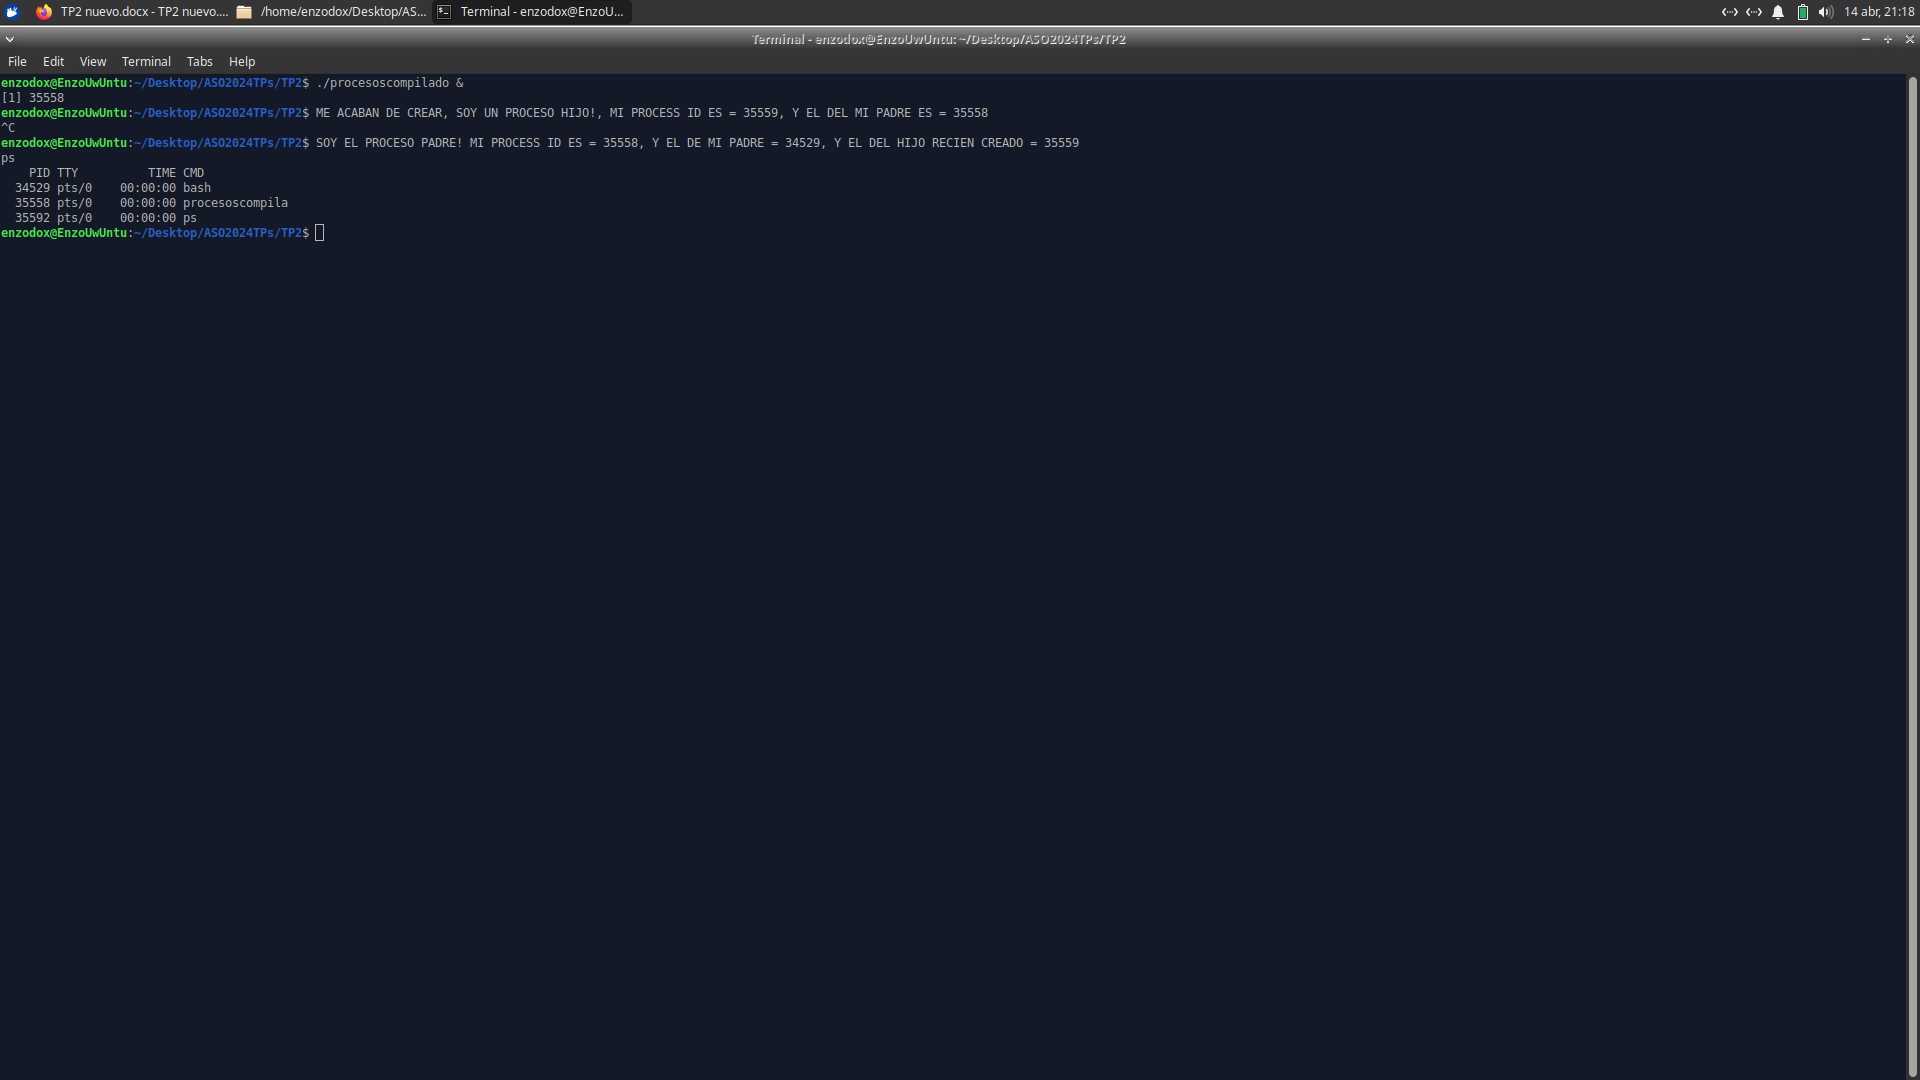 TP2 nuevo.docx - TP2 nuevo.... /home/enzodox/Desktop/AS... Terminal - enzodox@EnzoU... 14 abr, 21:18
Terminal - enzodox@EnzoUwUntu: ~/Desktop/ASO2024TPs/TP2
File Edit View Terminal Tabs Help
enzodox@EnzoUwUntu:~/Desktop/ASO2024TPs/TP2$ ./procesoscompilado &
[1] 35558
enzodox@EnzoUwUntu:~/Desktop/ASO2024TPs/TP2$ ME ACABAN DE CREAR, SOY UN PROCESO HIJO!, MI PROCESS ID ES = 35559, Y EL DEL MI PADRE ES = 35558
^C
enzodox@EnzoUwUntu:~/Desktop/ASO2024TPs/TP2$ SOY EL PROCESO PADRE! MI PROCESS ID ES = 35558, Y EL DE MI PADRE = 34529, Y EL DEL HIJO RECIEN CREADO = 35559
ps
PID TTY TIME CMD
34529 pts/0 00:00:00 bash
35558 pts/0 00:00:00 procesoscompila
35592 pts/0 00:00:00 ps
enzodox@EnzoUwUntu:~/Desktop/ASO2024TPs/TP2$